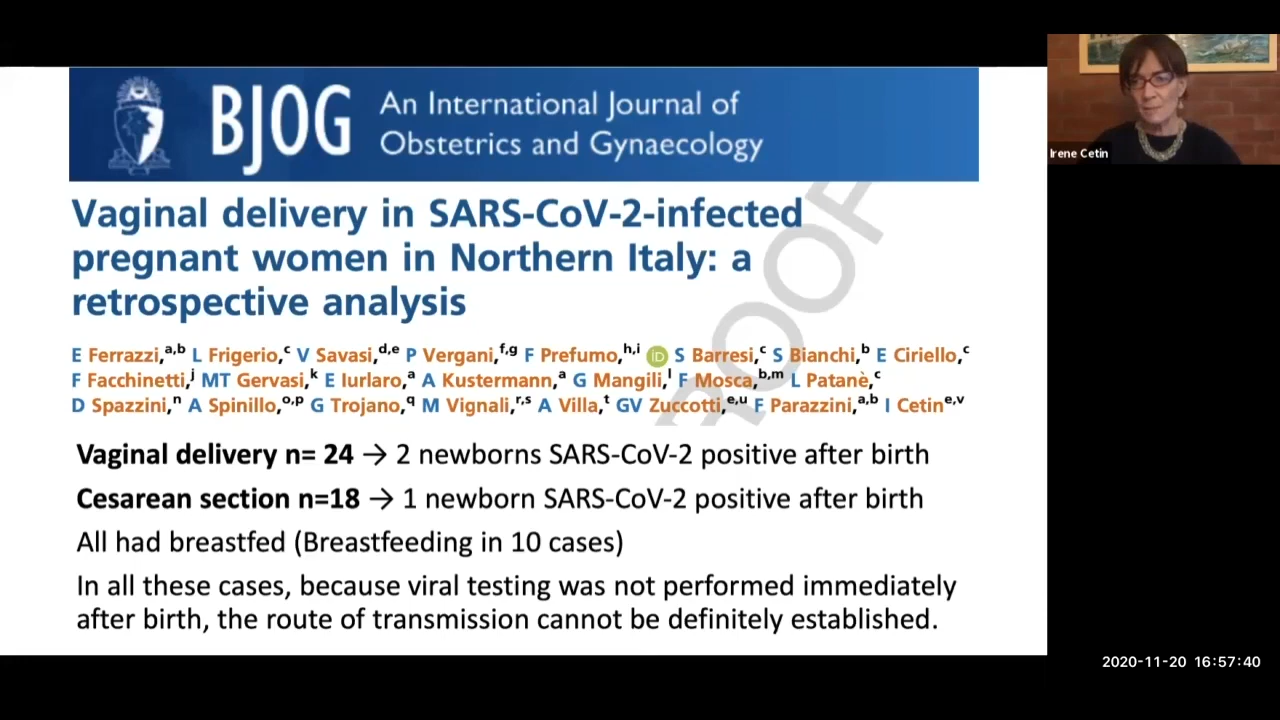 BJOG An International Journal of
Obstetrics and Gynaecology
Vaginal delivery in SARS-CoV-2-infected
pregnant women in Northern Italy: a
retrospective analysis
E Ferrazzi,a,b L Frigerio,c V Savasi,d,e P Vergani,f,g F Prefumo,h,i iD S Barresi,c S Bianchi,b E Ciriello,c
F Facchinetti,j MT Gervasi,k E Iurlaro,a A Kustermann,a G Mangili,l F Mosca,b,m L Patanè,c
D Spazzini,n A Spinillo,o,p G Trojano,q M Vignali,r,s A Villa,t GV Zuccotti,e,u F Parazzini,a,b I Cetine,v
Vaginal delivery n= 24 → 2 newborns SARS-CoV-2 positive after birth
Cesarean section n=18 → 1 newborn SARS-CoV-2 positive after birth
All had breastfed (Breastfeeding in 10 cases)
In all these cases, because viral testing was not performed immediately
after birth, the route of transmission cannot be definitely established.
Irene Cetin
2020-11-20 16:57:40